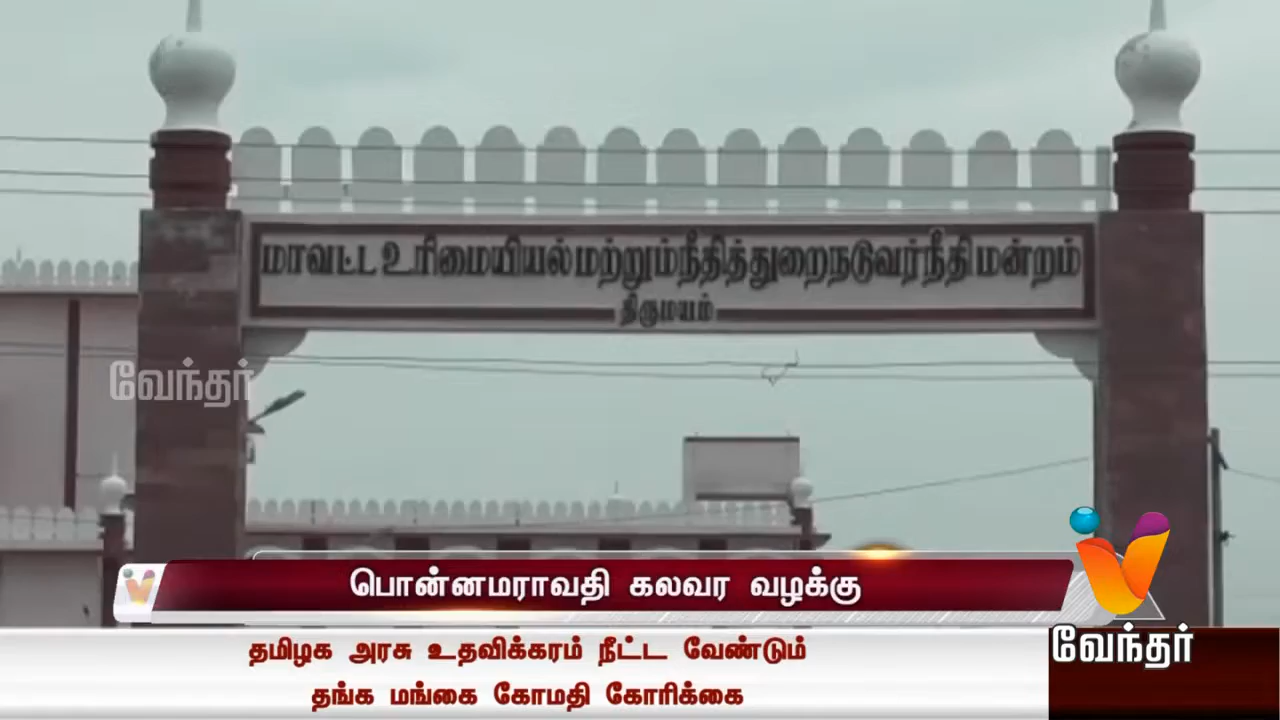 மாவட்ட உரிமையியல் மற்றும் நீதித்துறை நடுவர் நீதி மன்றம்
திருமயம்
வேந்தர்
பொன்னமராவதி கலவர வழக்கு
தமிழக அரசு உதவிக்கரம் நீட்ட வேண்டும்
தங்க மங்கை கோமதி கோரிக்கை
வேந்தர்